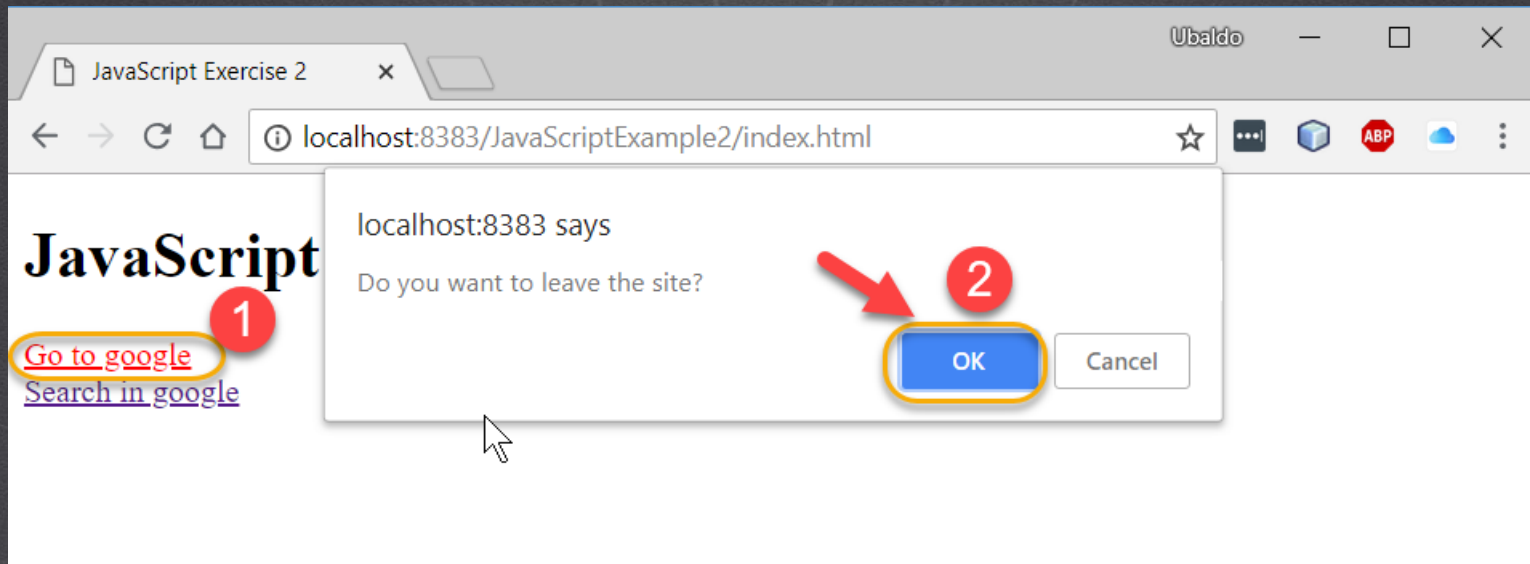 Ubaldo
JavaScript Exercise 2
localhost:8383/JavaScriptExample2/index.html
ABP
localhost:8383 says
JavaScript
Do you want to leave the site?
1
2
Go to google
OK
Cancel
Search in google